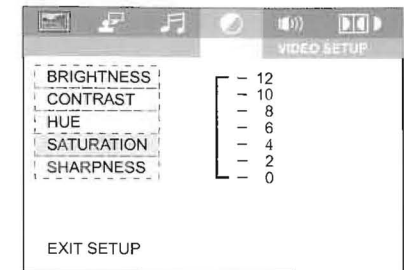 VIDEO SETUP
BRIGHTNESS
CONTRAST
HUE
SATURATION
SHARPNESS
12
10
8
6
4
2
0
EXIT SETUP